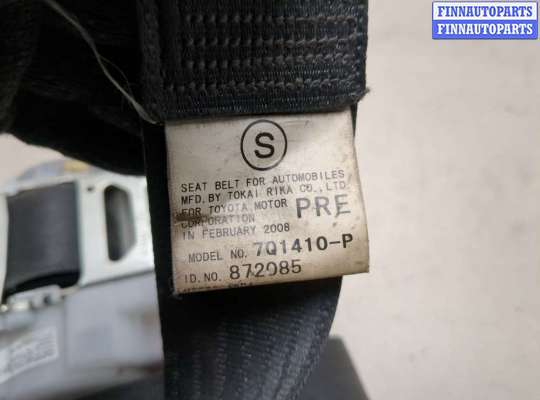 FINNAUTOPARTS
FINNAUTOPARTS
S
SEAT BELT FOR AUTOMOBILES
MFD. BY TOKAI RIKA CO., LTD.
FOR TOYOTA MOTOR
CORPORATION PRE
IN FEBRUARY 2008
MODEL NO. 7Q1410-P
ID. NO. 872985